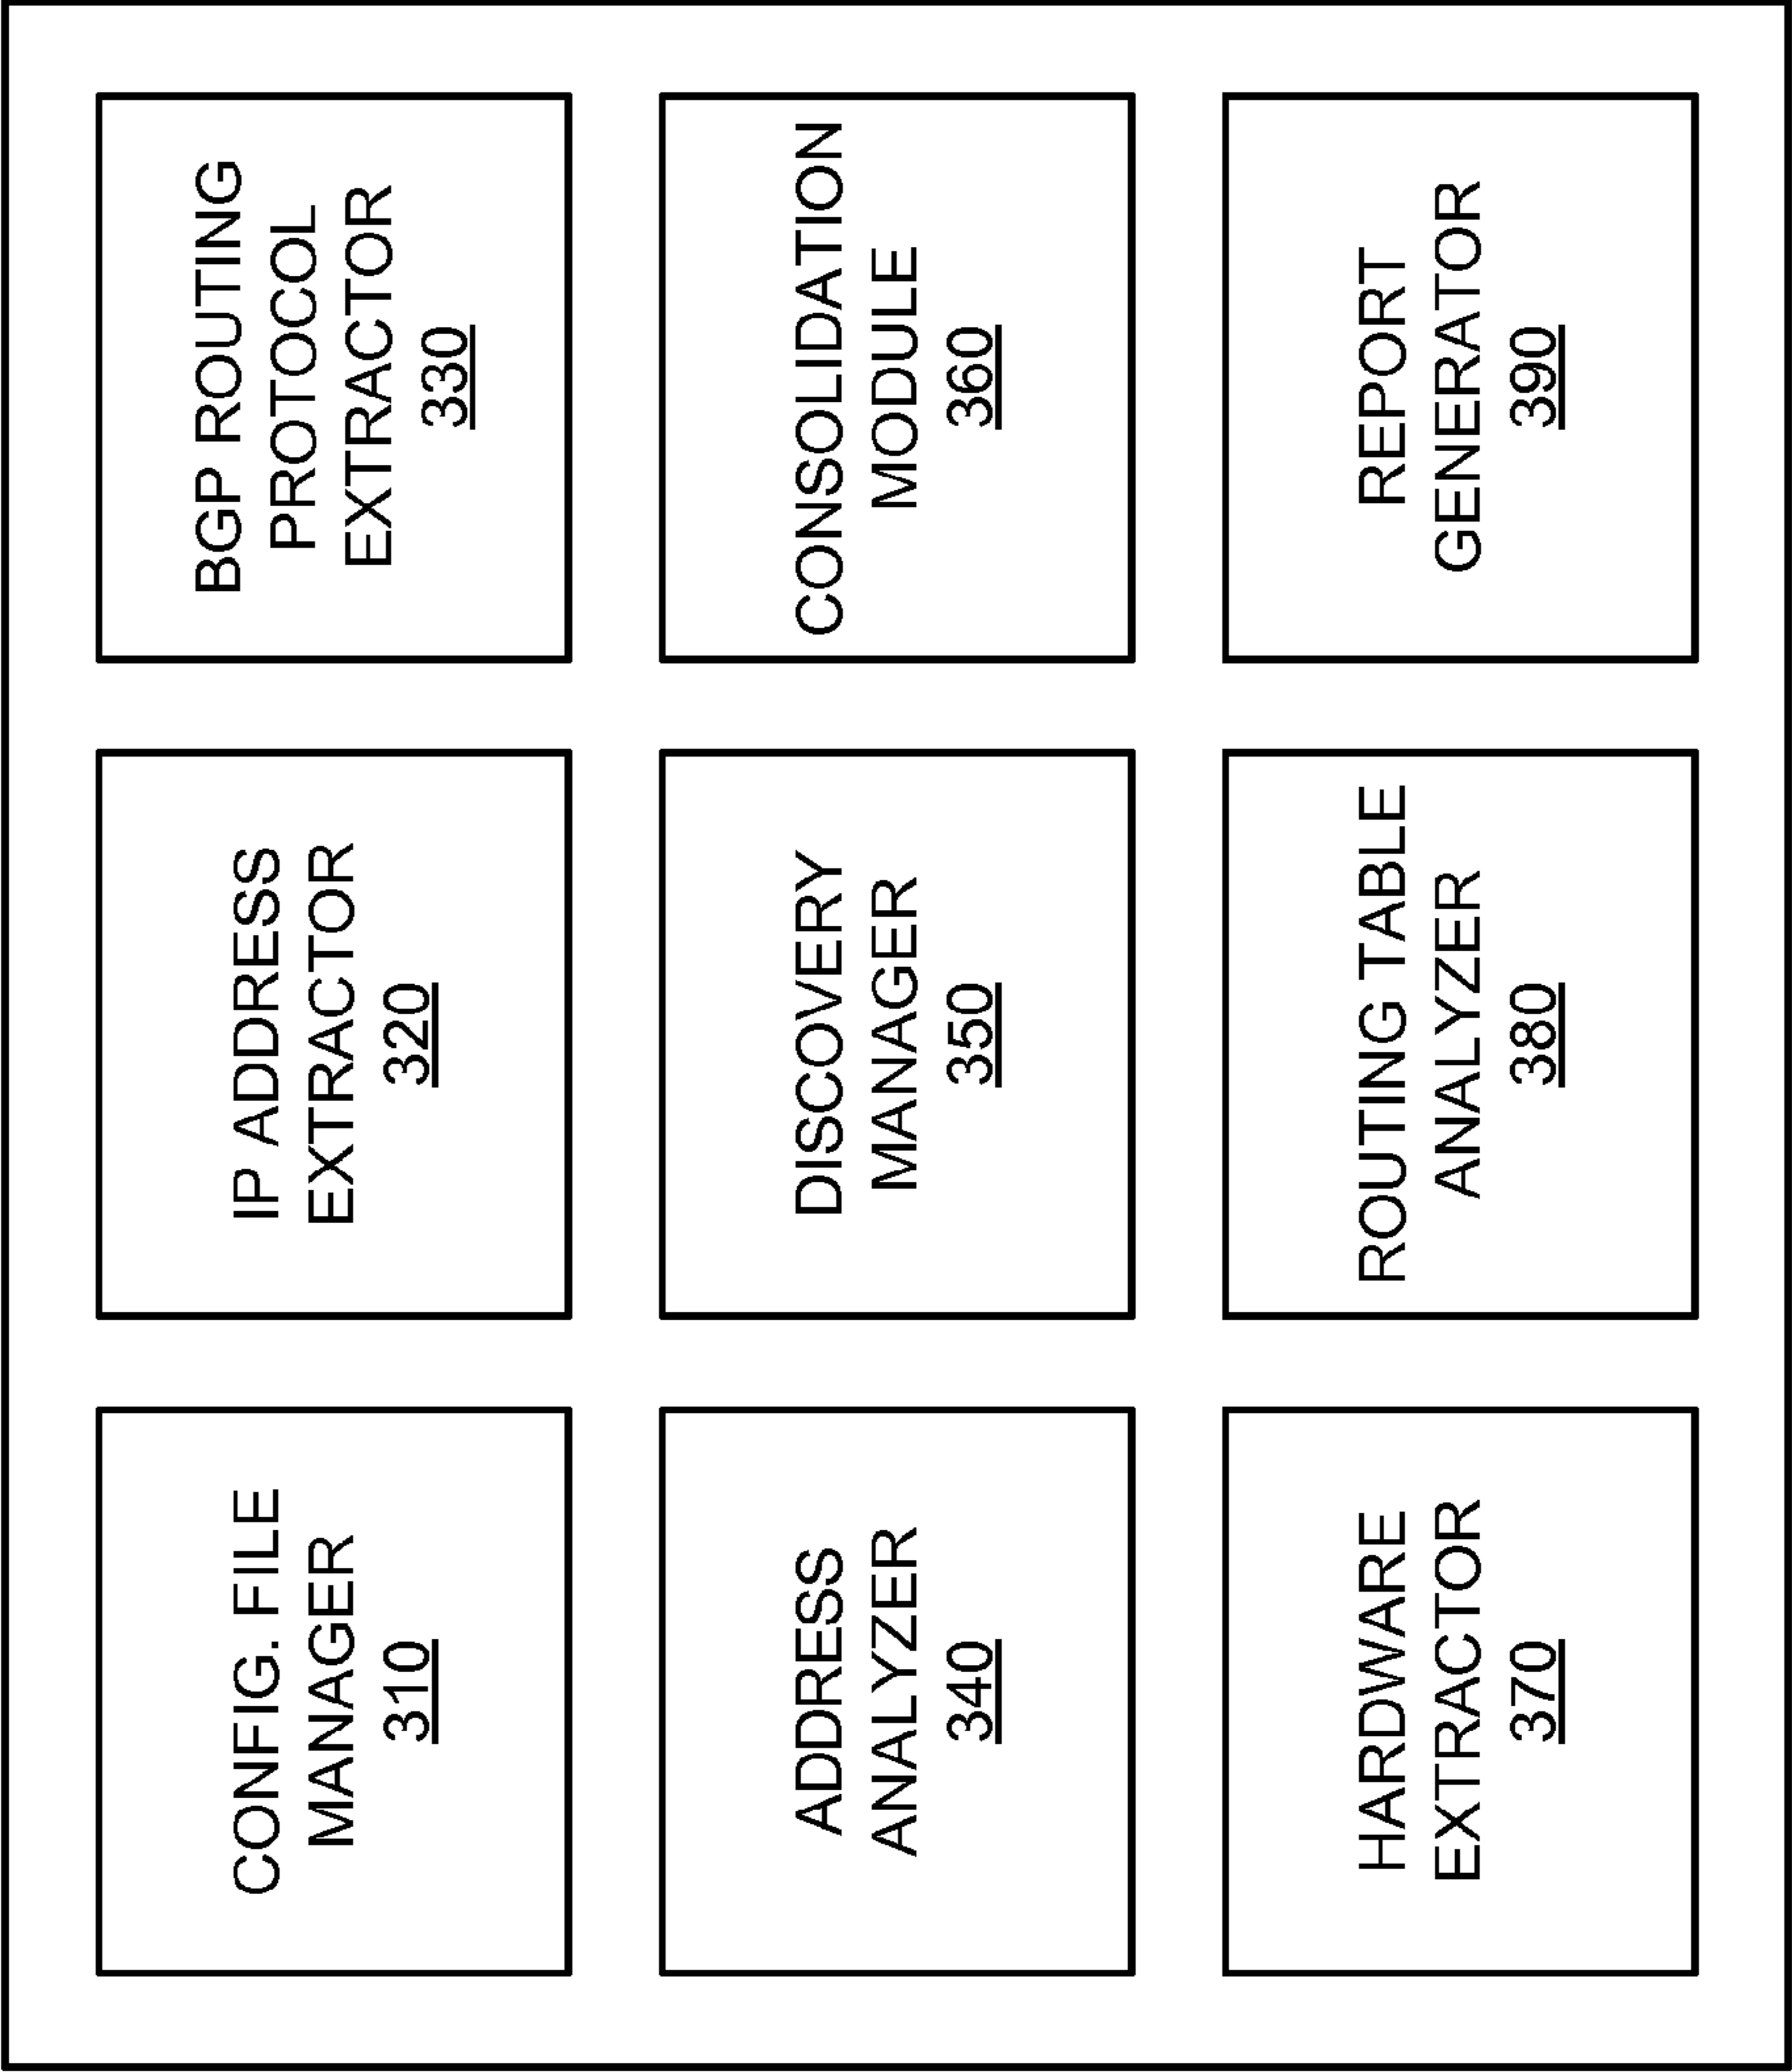 CONFIG. FILE
MANAGER
310
IP ADDRESS
EXTRACTOR
320
BGP ROUTING
PROTOCOL
EXTRACTOR
330
ADDRESS
ANALYZER
340
DISCOVERY
MANAGER
350
CONSOLIDATION
MODULE
360
HARDWARE
EXTRACTOR
370
ROUTING TABLE
ANALYZER
380
REPORT
GENERATOR
390